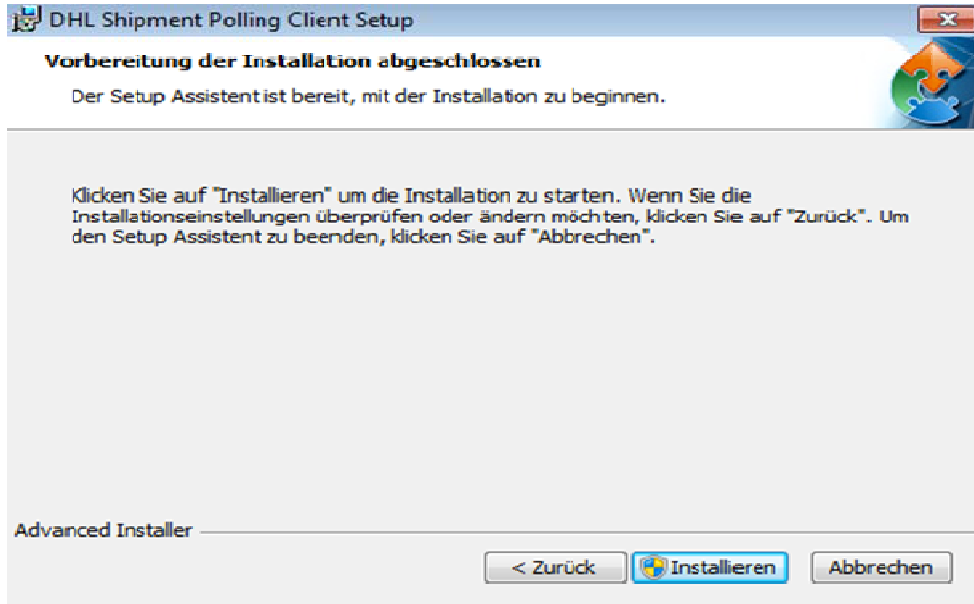 DHL Shipment Polling Client Setup
Vorbereitung der Installation abgeschlossen
Der Setup Assistent ist bereit, mit der Installation zu beginnen.
Klicken Sie auf "Installieren" um die Installation zu starten. Wenn Sie die
Installationseinstellungen überprüfen oder ändern möchten, klicken Sie auf "Zurück". Um
den Setup Assistent zu beenden, klicken Sie auf "Abbrechen".
Advanced Installer
< Zurück
Installieren
Abbrechen